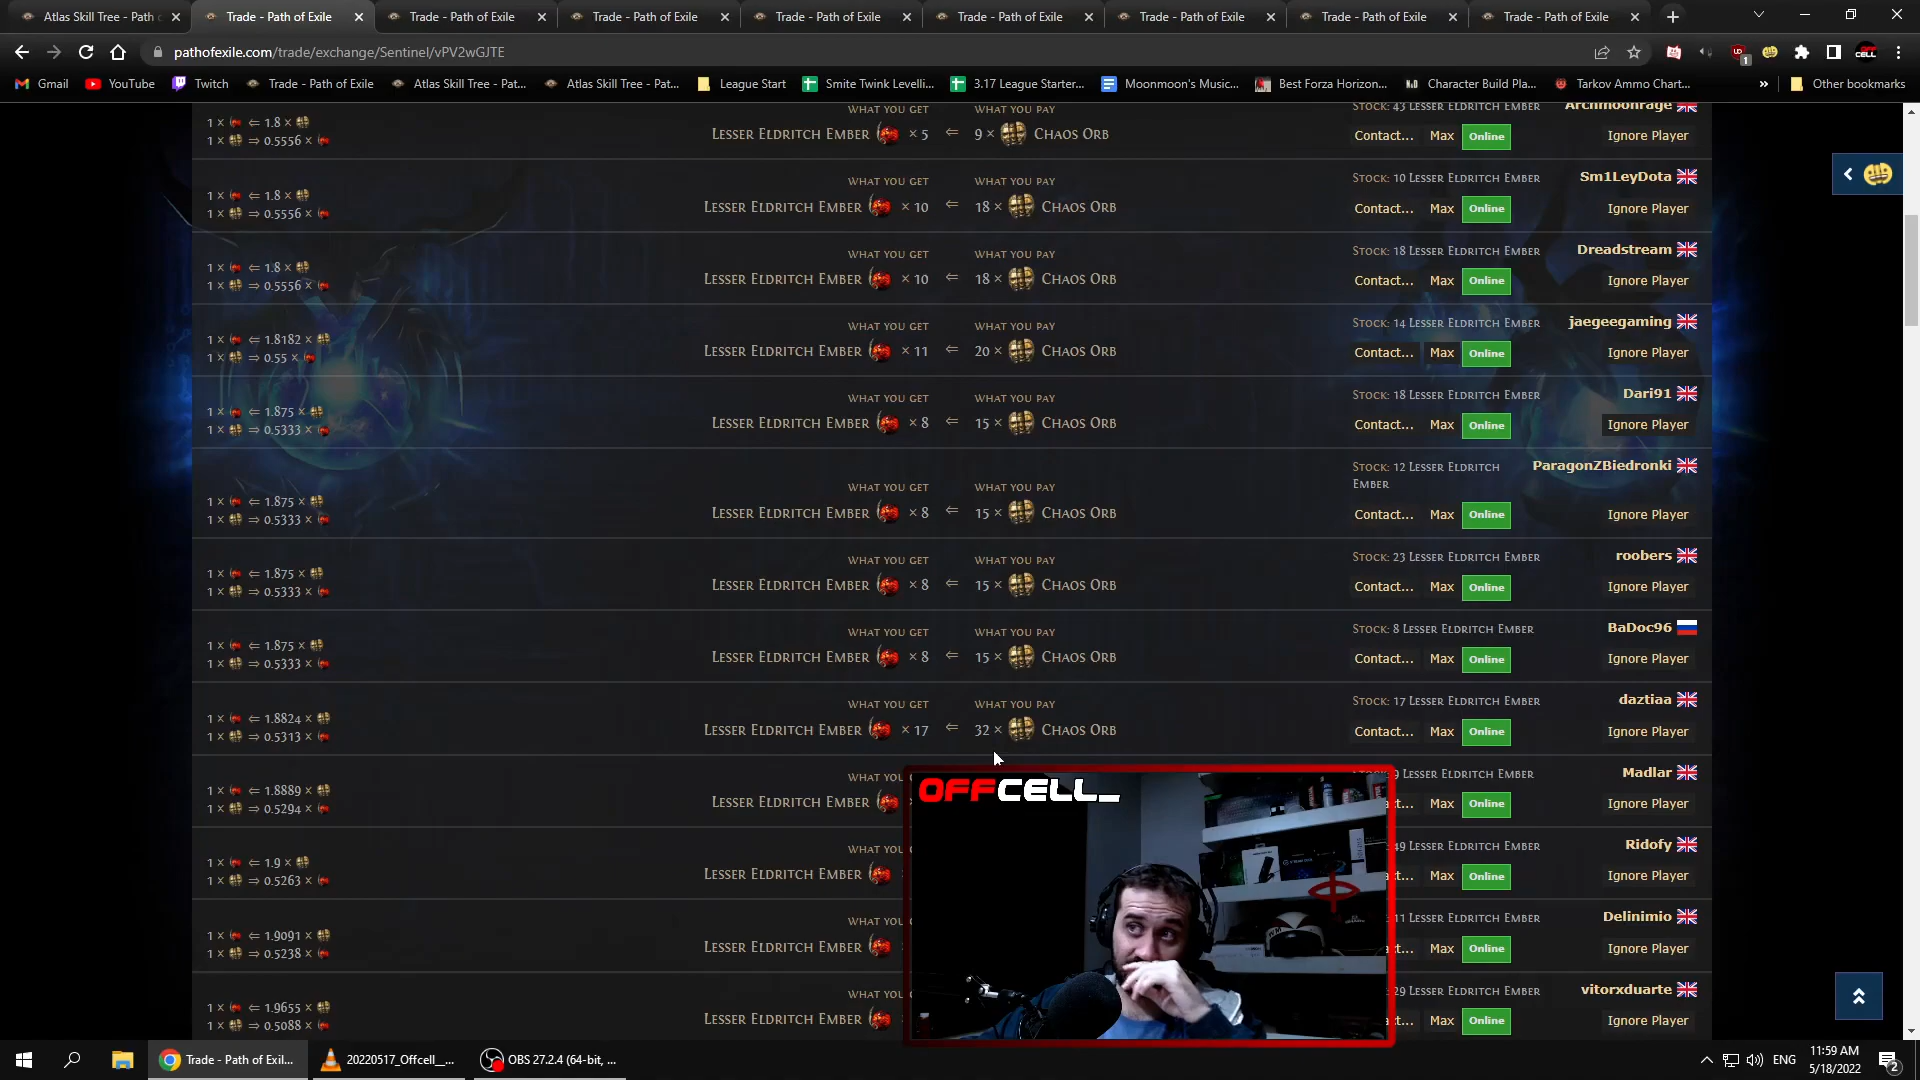 Atlas Skill Tree - Path
Trade - Path of Exile
Trade - Path of Exile
Trade - Path of Exile
Trade - Path of Exile
Trade - Path of Exile
Trade - Path of Exile
Trade - Path of Exile
Trade - Path of Exile
pathofexile.com/trade/exchange/Sentinel/vPV2wGJTE
Gmail
YouTube
Twitch
Trade - Path of Exile
Atlas Skill Tree - Pat...
Atlas Skill Tree - Pat...
League Start
Smite Twink Levelli...
3.17 League Starter...
Moonmoon's Music...
Best Forza Horizon...
Character Build Pla...
Tarkov Ammo Chart...
»
Other bookmarks
What you get What you pay Stock: 43 Lesser Eldritch Ember Archmoonrage
1 × ⇐ 1.8 ×
1 × ⇒ 0.5556 ×
Lesser Eldritch Ember × 5 ⇐ 9 × Chaos Orb Contact... Max Online Ignore Player
What you get What you pay Stock: 10 Lesser Eldritch Ember Sm1LeyDota
1 × ⇐ 1.8 ×
1 × ⇒ 0.5556 ×
Lesser Eldritch Ember × 10 ⇐ 18 × Chaos Orb Contact... Max Online Ignore Player
What you get What you pay Stock: 18 Lesser Eldritch Ember Dreadstream
1 × ⇐ 1.8 ×
1 × ⇒ 0.5556 ×
Lesser Eldritch Ember × 10 ⇐ 18 × Chaos Orb Contact... Max Online Ignore Player
What you get What you pay Stock: 14 Lesser Eldritch Ember jaegeegaming
1 × ⇐ 1.8182 ×
1 × ⇒ 0.55 ×
Lesser Eldritch Ember × 11 ⇐ 20 × Chaos Orb Contact... Max Online Ignore Player
What you get What you pay Stock: 18 Lesser Eldritch Ember Dari91
1 × ⇐ 1.875 ×
1 × ⇒ 0.5333 ×
Lesser Eldritch Ember × 8 ⇐ 15 × Chaos Orb Contact... Max Online Ignore Player
What you get What you pay Stock: 12 Lesser Eldritch Ember ParagonZBiedronki
1 × ⇐ 1.875 ×
1 × ⇒ 0.5333 ×
Lesser Eldritch Ember × 8 ⇐ 15 × Chaos Orb Contact... Max Online Ignore Player
What you get What you pay Stock: 23 Lesser Eldritch Ember roobers
1 × ⇐ 1.875 ×
1 × ⇒ 0.5333 ×
Lesser Eldritch Ember × 8 ⇐ 15 × Chaos Orb Contact... Max Online Ignore Player
What you get What you pay Stock: 8 Lesser Eldritch Ember BaDoc96
1 × ⇐ 1.875 ×
1 × ⇒ 0.5333 ×
Lesser Eldritch Ember × 8 ⇐ 15 × Chaos Orb Contact... Max Online Ignore Player
What you get What you pay Stock: 17 Lesser Eldritch Ember daztiaa
1 × ⇐ 1.8824 ×
1 × ⇒ 0.5313 ×
Lesser Eldritch Ember × 17 ⇐ 32 × Chaos Orb Contact... Max Online Ignore Player
What you 9 Lesser Eldritch Ember Madlar
1 × ⇐ 1.8889 ×
1 × ⇒ 0.5294 ×
Lesser Eldritch Ember Max Online Ignore Player
OFFCELL_
What you 49 Lesser Eldritch Ember Ridofy
1 × ⇐ 1.9 ×
1 × ⇒ 0.5263 ×
Lesser Eldritch Ember Max Online Ignore Player
What you 11 Lesser Eldritch Ember Delinimio
1 × ⇐ 1.9091 ×
1 × ⇒ 0.5238 ×
Lesser Eldritch Ember Max Online Ignore Player
What you 29 Lesser Eldritch Ember vitorxduarte
1 × ⇐ 1.9655 ×
1 × ⇒ 0.5088 ×
Lesser Eldritch Ember Max Online Ignore Player
Trade - Path of Exil...
20220517_Offcell__...
OBS 27.2.4 (64-bit, ...
ENG
11:59 AM
5/18/2022
2